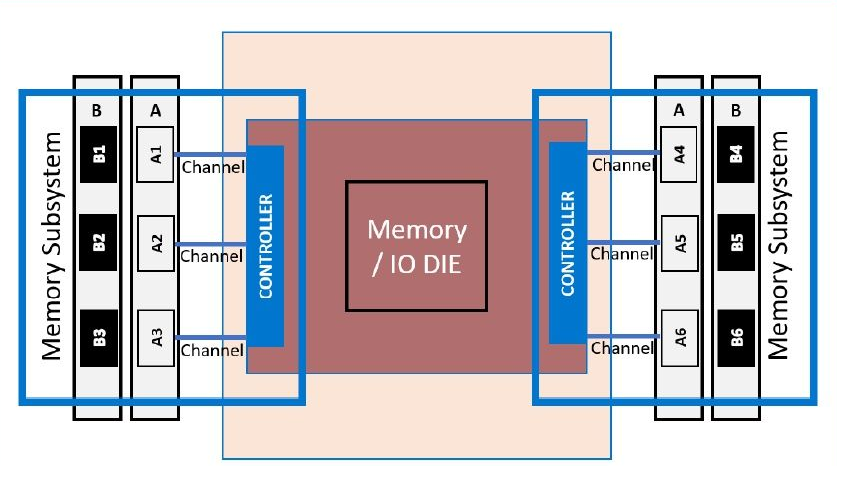 Memory Subsystem
B
B1
B2
B3
A
A1
A2
A3
Channel
Channel
Channel
CONTROLLER
Memory
/ IO DIE
CONTROLLER
Channel
Channel
Channel
A
A4
A5
A6
B
B4
B5
B6
Memory Subsystem